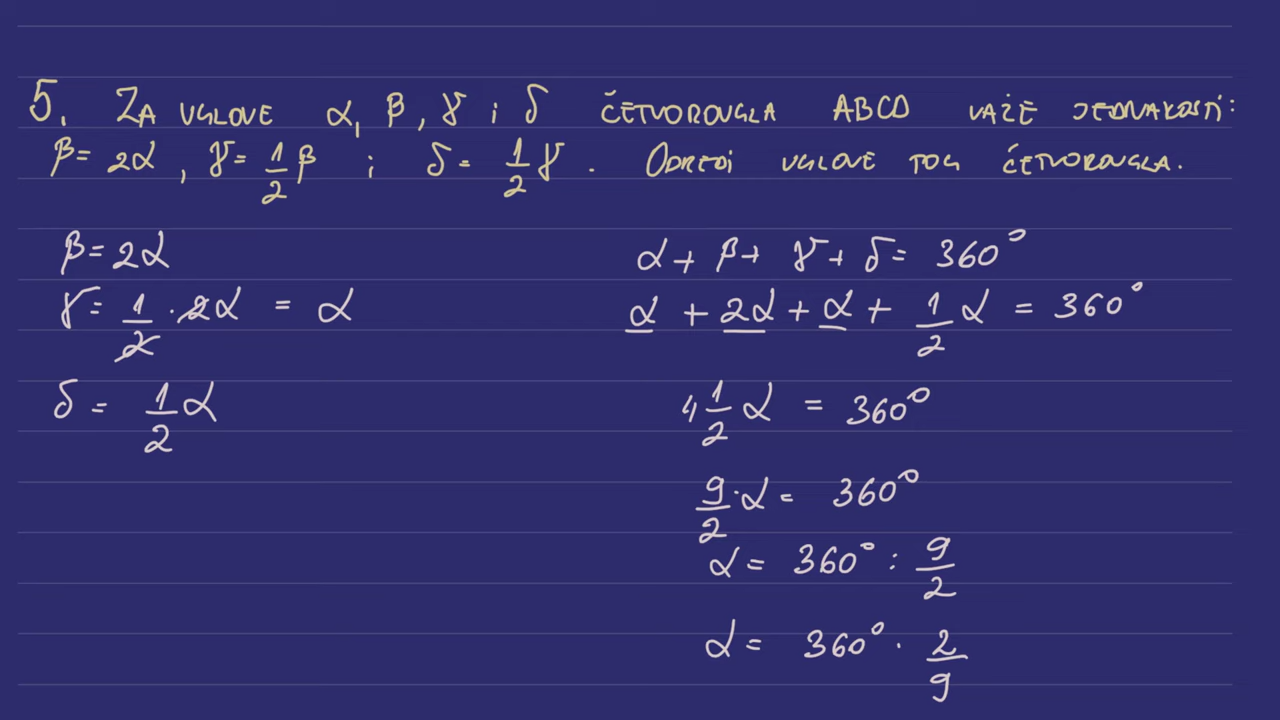 5. ZA UGLOVE α, β, γ i δ ČETVOROUGLA ABCD VAŽE JEDNAKOSTI:
β = 2α, γ = 1/2 β i δ = 1/2 γ. ODREDI UGLOVE TOG ČETVOROUGLA.
β = 2α
γ = 1/2 · 2α = α
δ = 1/2 α
α + β + γ + δ = 360°
α + 2α + α + 1/2 α = 360°
4 1/2 α = 360°
9/2 · α = 360°
α = 360° : 9/2
α = 360° · 2/9